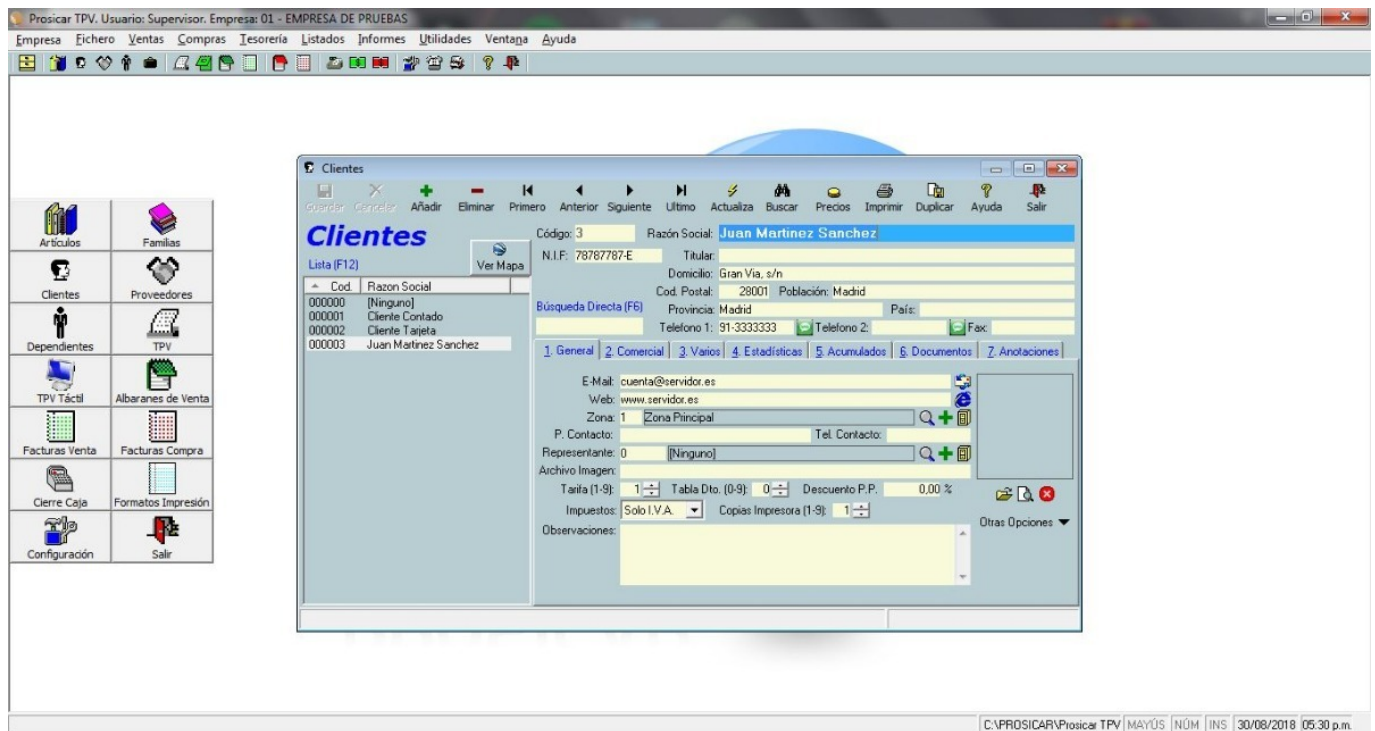 Prosicar TPV. Usuario: Supervisor. Empresa: 01 - EMPRESA DE PRUEBAS
Empresa Fichero Ventas Compras Tesorería Listados Informes Utilidades Ventana Ayuda
Clientes
Guardar Cancelar Añadir Eliminar Primero Anterior Siguiente Ultimo Actualiza Buscar Precios Imprimir Duplicar Ayuda Salir
Clientes
Lista (F12)
Ver Mapa
Cod. Razon Social
000000 [Ninguno]
000001 Cliente Contado
000002 Cliente Tarjeta
000003 Juan Martinez Sanchez
Código: 3 Razón Social: Juan Martinez Sanchez
N.I.F: 78787787-E Titular:
Domicilio: Gran Via, s/n
Cod. Postal: 28001 Población: Madrid
Búsqueda Directa (F6) Provincia: Madrid País:
Telefono 1: 91-3333333 Telefono 2: Fax:
1. General 2. Comercial 3. Varios 4. Estadísticas 5. Acumulados 6. Documentos 7. Anotaciones
E-Mail: cuenta@servidor.es
Web: www.servidor.es
Zona: 1 Zona Principal
P. Contacto: Tel. Contacto:
Representante: 0 [Ninguno]
Archivo Imagen:
Tarifa (1-9): 1 Tabla Dto. (0-9): 0 Descuento P.P. 0,00 %
Impuestos: Solo I.V.A. Copias Impresora (1-9): 1
Otras Opciones
Observaciones:
Artículos Familias
Clientes Proveedores
Dependientes TPV
TPV Táctil Albaranes de Venta
Facturas Venta Facturas Compra
Cierre Caja Formatos Impresión
Configuración Salir
C:\PROSICAR\Prosicar TPV MAYÚS NÚM INS 30/08/2018 05:30 p.m.